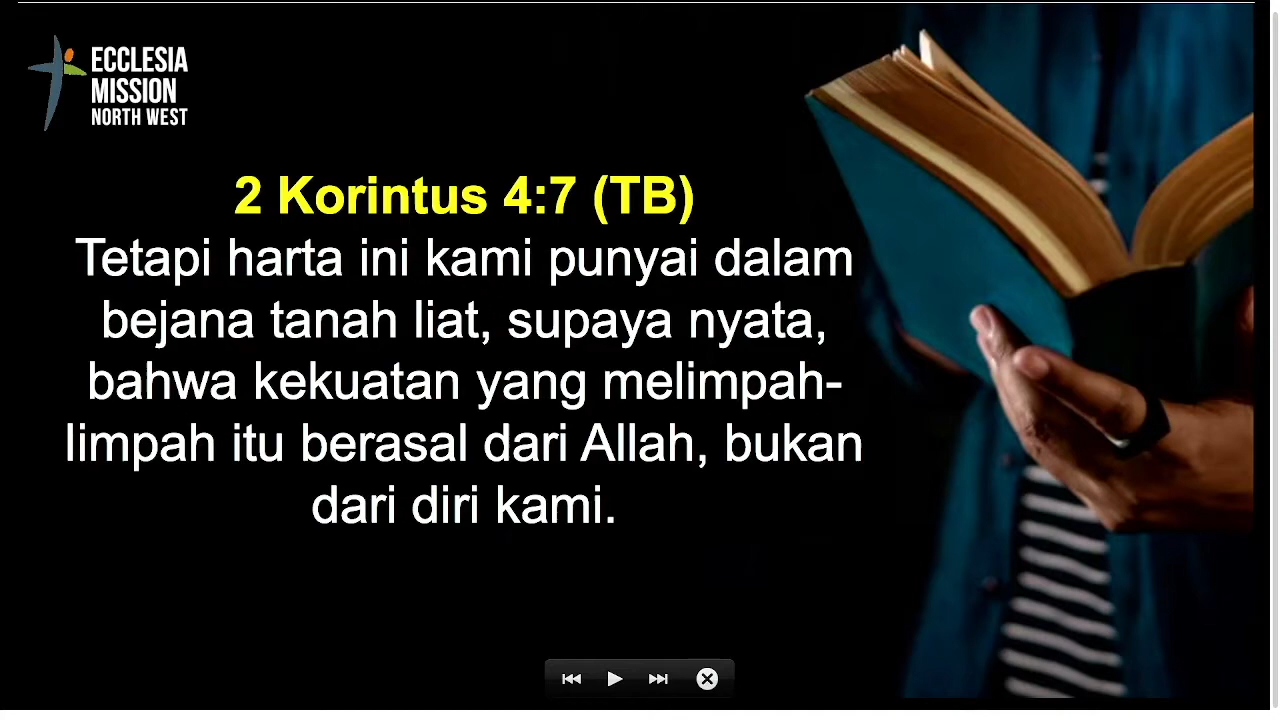 ECCLESIA
MISSION
NORTH WEST
2 Korintus 4:7 (TB)
Tetapi harta ini kami punyai dalam
bejana tanah liat, supaya nyata,
bahwa kekuatan yang melimpah-
limpah itu berasal dari Allah, bukan
dari diri kami.